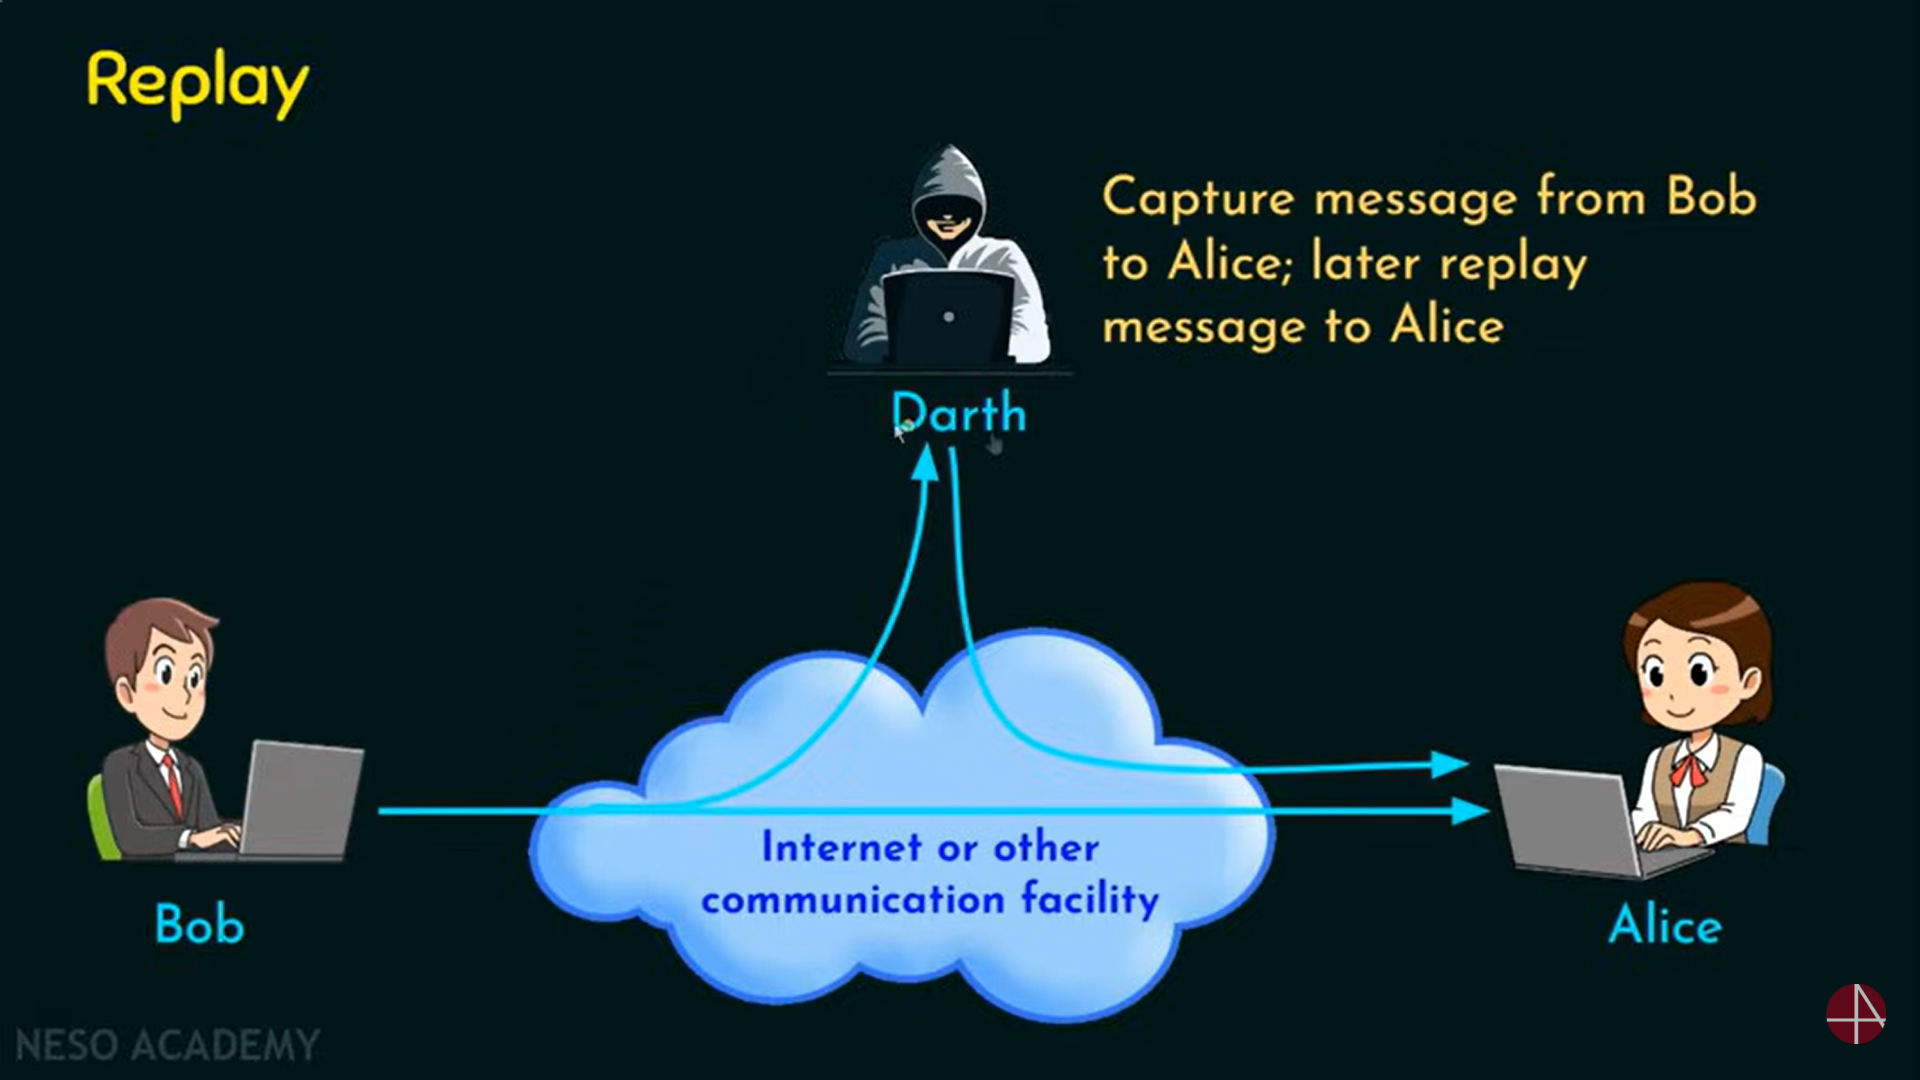 Replay
Capture message from Bob
to Alice; later replay
message to Alice
Darth
Internet or other
communication facility
Bob
Alice
NESO ACADEMY